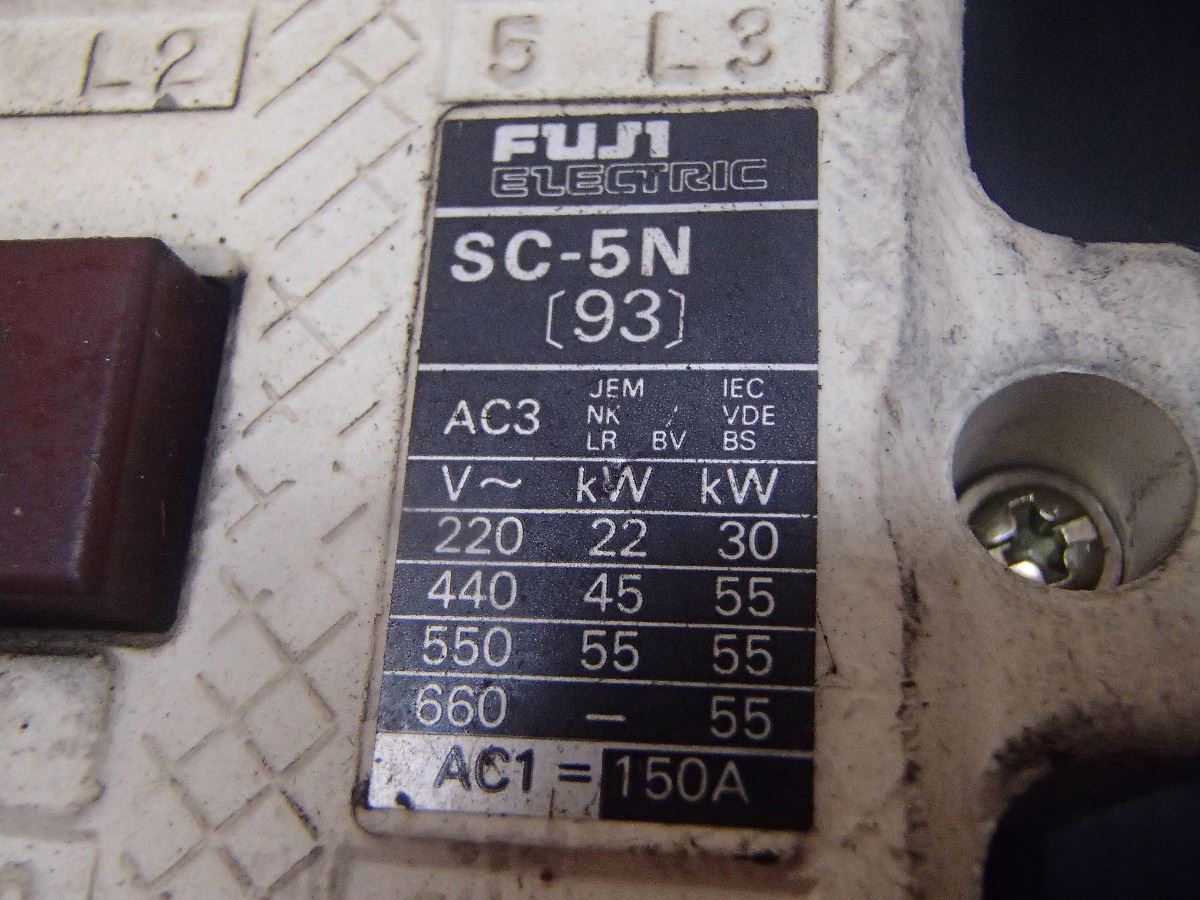 L2
5 L3
FUJI
ELECTRIC
SC-5N
[93]
AC3 JEM NK / LR BV IEC VDE BS
V~ kW kW
220 22 30
440 45 55
550 55 55
660 — 55
AC1 = 150A